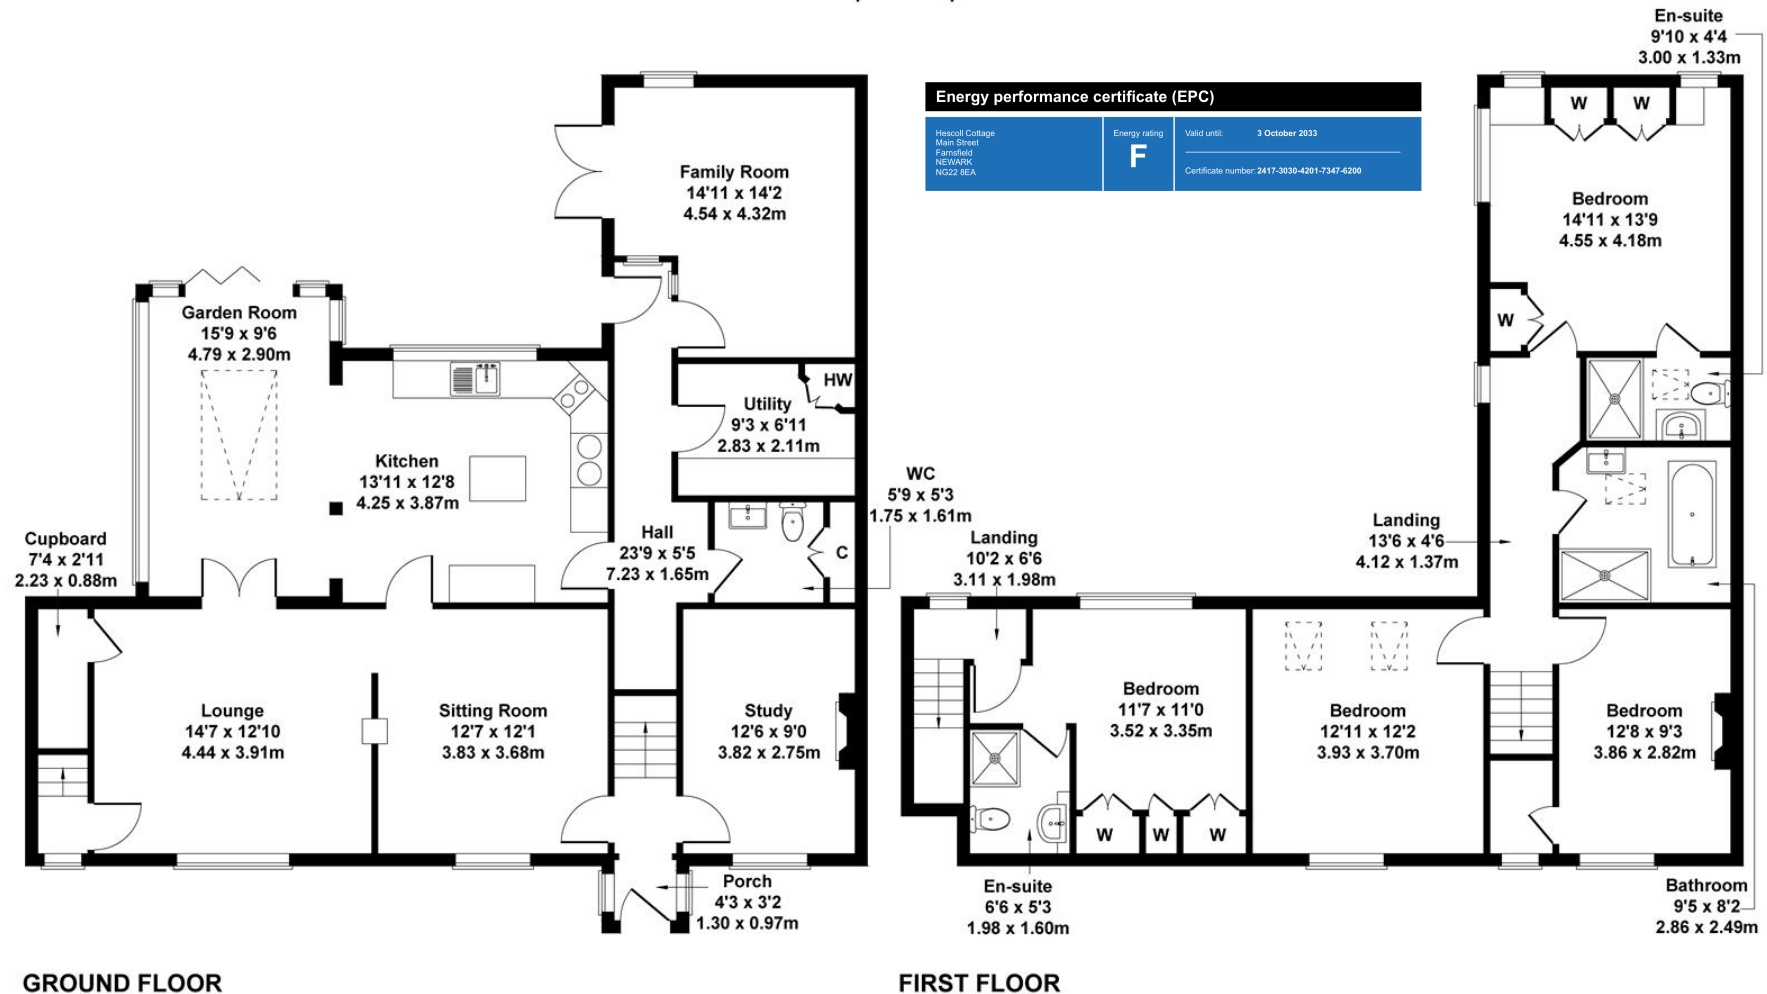 Family Room
14'11 x 14'2
4.54 x 4.32m
Garden Room
15'9 x 9'6
4.79 x 2.90m
HW
Utility
9'3 x 6'11
2.83 x 2.11m
Kitchen
13'11 x 12'8
4.25 x 3.87m
WC
5'9 x 5'3
1.75 x 1.61m
Cupboard
7'4 x 2'11
2.23 x 0.88m
Hall
23'9 x 5'5
7.23 x 1.65m
C
Lounge
14'7 x 12'10
4.44 x 3.91m
Sitting Room
12'7 x 12'1
3.83 x 3.68m
Study
12'6 x 9'0
3.82 x 2.75m
Porch
4'3 x 3'2
1.30 x 0.97m
GROUND FLOOR
Energy performance certificate (EPC)
Hescoll Cottage
Main Street
Farnsfield
NEWARK
NG22 8EA
Energy rating
F
Valid until: 3 October 2033
Certificate number: 2417-3030-4201-7347-6200
En-suite
9'10 x 4'4
3.00 x 1.33m
W
W
Bedroom
14'11 x 13'9
4.55 x 4.18m
W
Landing
13'6 x 4'6
4.12 x 1.37m
Landing
10'2 x 6'6
3.11 x 1.98m
Bedroom
11'7 x 11'0
3.52 x 3.35m
Bedroom
12'11 x 12'2
3.93 x 3.70m
Bedroom
12'8 x 9'3
3.86 x 2.82m
W
W
W
En-suite
6'6 x 5'3
1.98 x 1.60m
Bathroom
9'5 x 8'2
2.86 x 2.49m
FIRST FLOOR